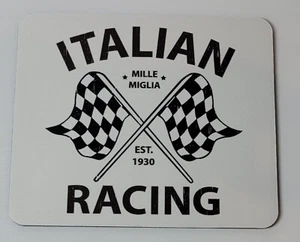 ITALIAN
★ MILLE ★
MIGLIA
EST.
1930
RACING